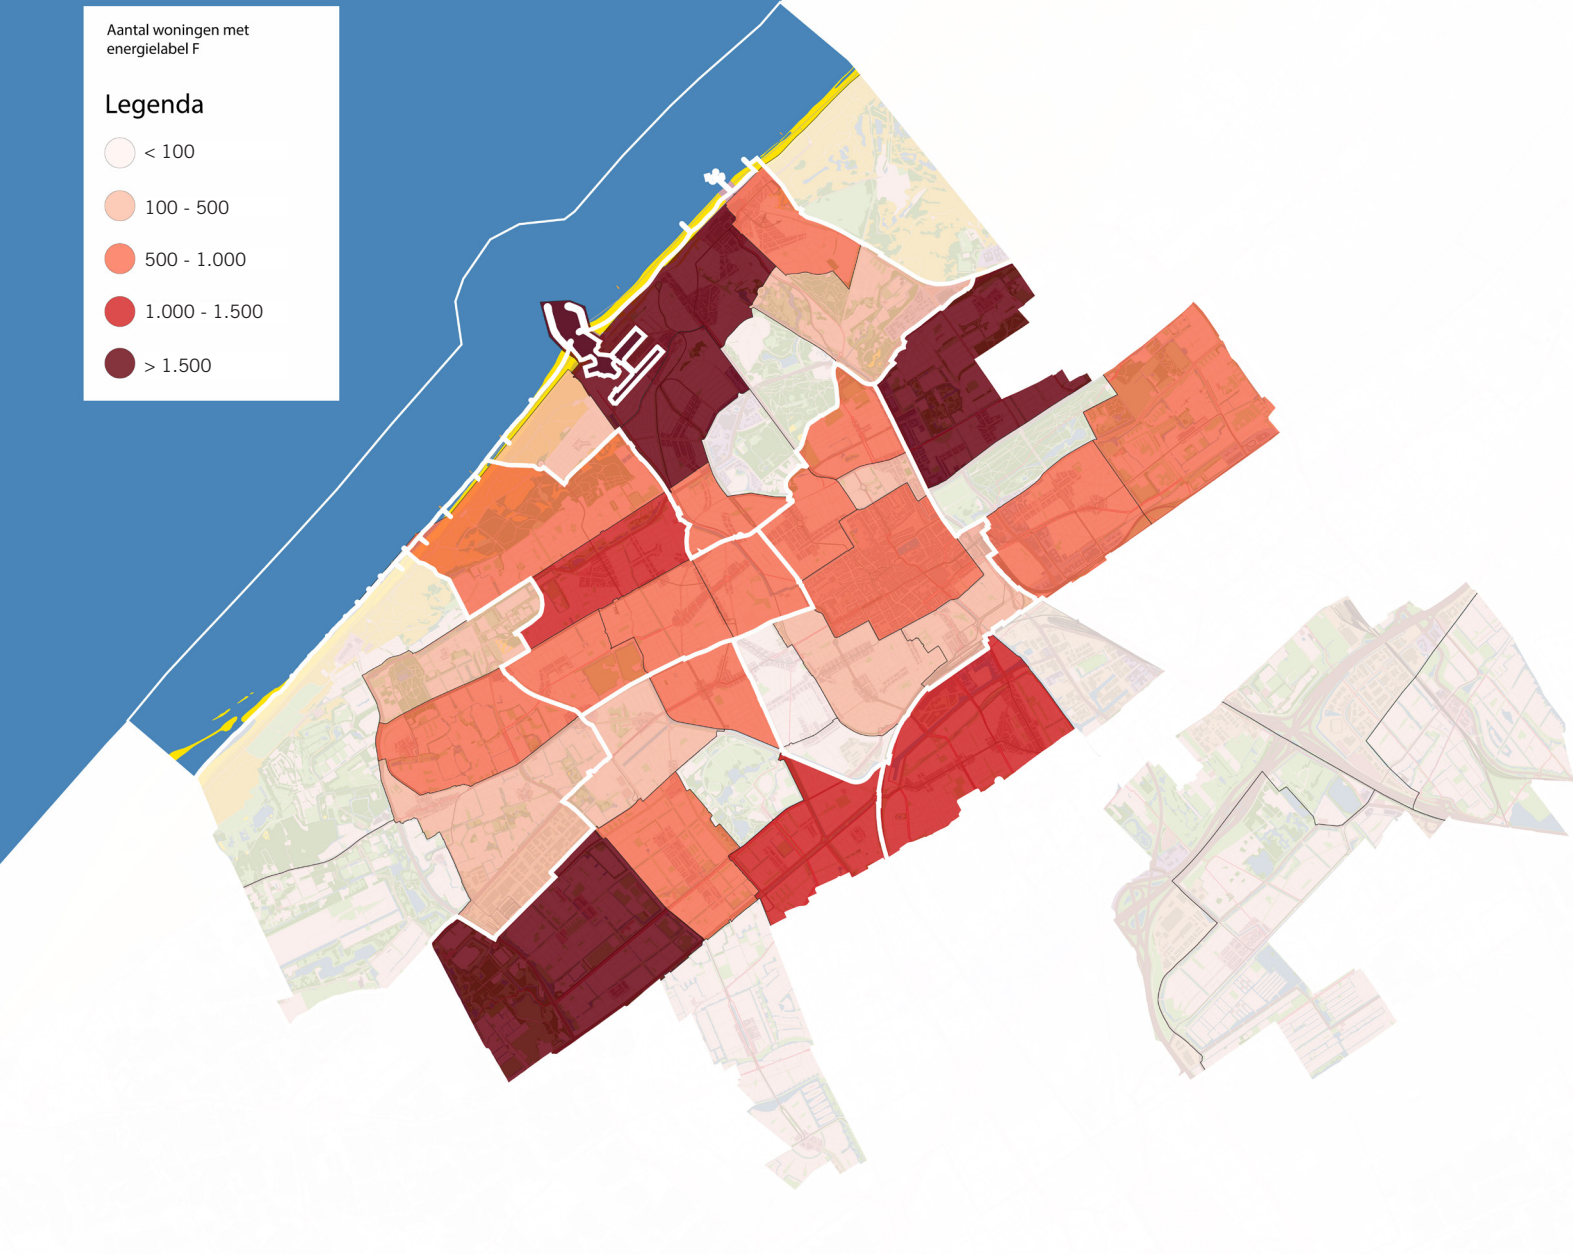 Aantal woningen met
energielabel F
Legenda
< 100
100 - 500
500 - 1.000
1.000 - 1.500
> 1.500